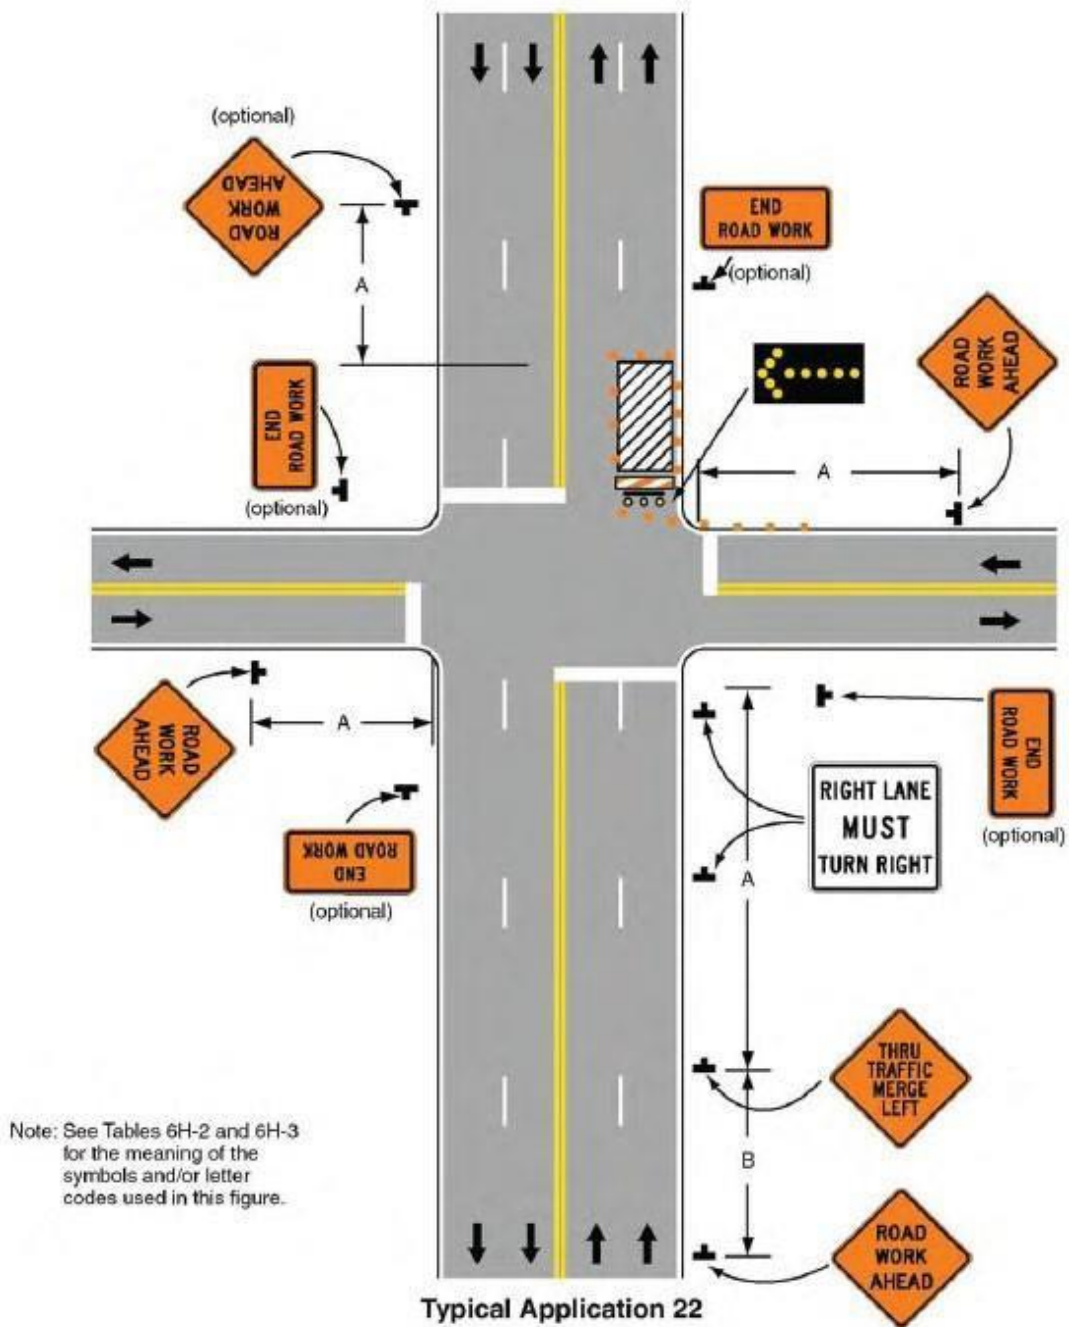 (optional)
ROAD
WORK
AHEAD
END
ROAD WORK
(optional)
A
ROAD
WORK
AHEAD
END
ROAD WORK
(optional)
A
ROAD
WORK
AHEAD
A
END
ROAD WORK
(optional)
RIGHT LANE
MUST
TURN RIGHT
END
ROAD WORK
(optional)
A
THRU
TRAFFIC
MERGE
LEFT
B
Note: See Tables 6H-2 and 6H-3
for the meaning of the
symbols and/or letter
codes used in this figure.
ROAD
WORK
AHEAD
Typical Application 22